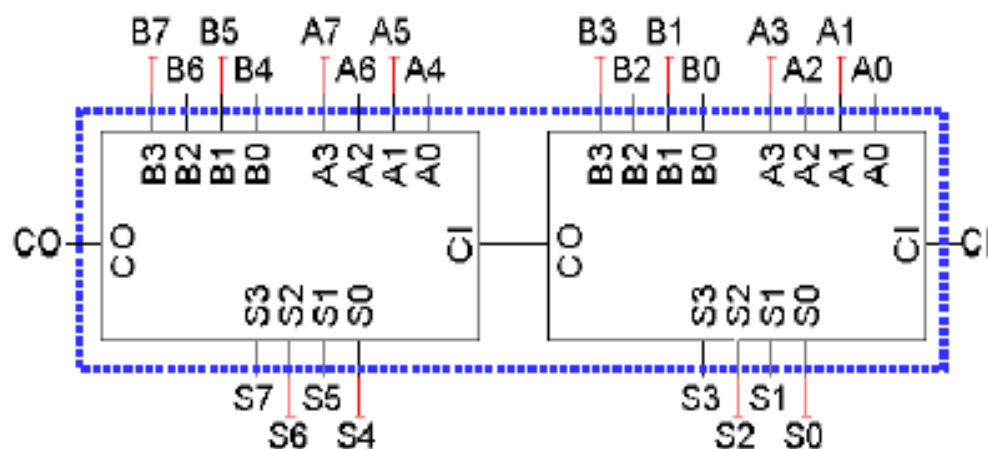 B7 B5 A7 A5 B3 B1 A3 A1
B6 B4 A6 A4 B2 B0 A2 A0
B3 B2 B1 B0 A3 A2 A1 A0 B3 B2 B1 B0 A3 A2 A1 A0
CO CO CI CO CI CI
S3 S2 S1 S0 S3 S2 S1 S0
S7 S5 S3 S1
S6 S4 S2 S0